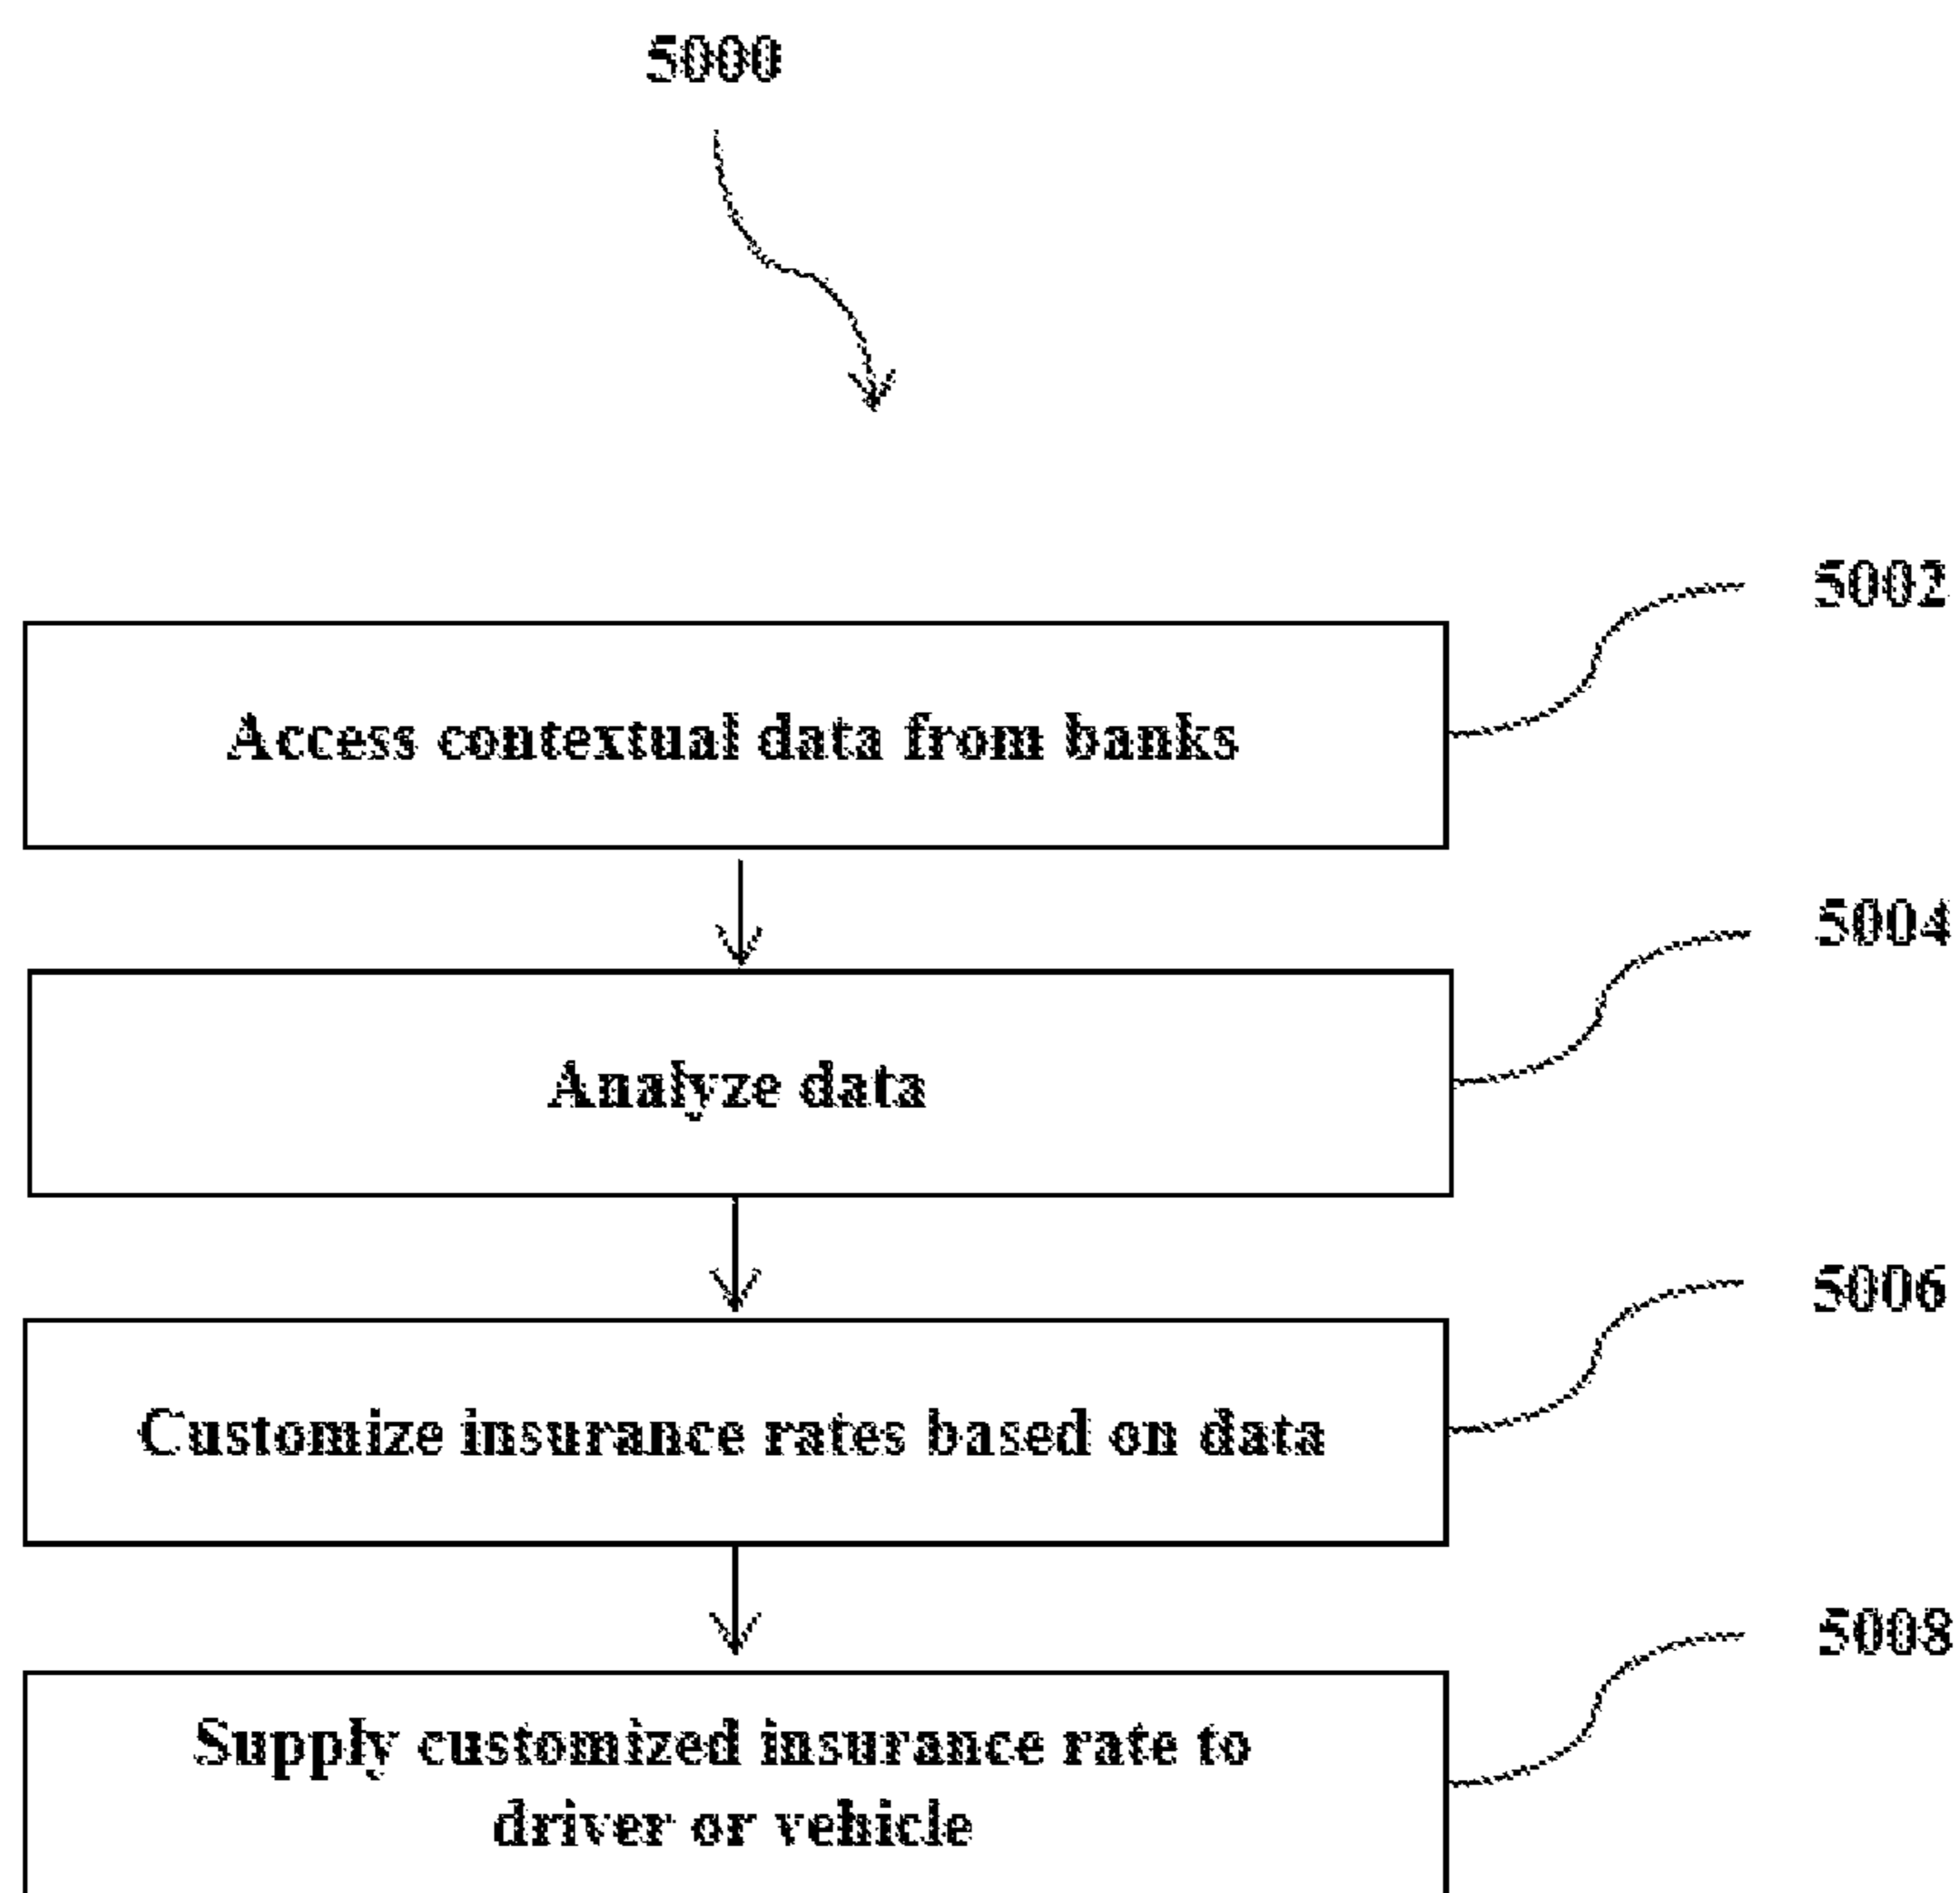 5000
5002
Access contextual data from banks
5004
Analyze data
5006
Customize insurance rates based on data
5008
Supply customized insurance rate to
driver or vehicle